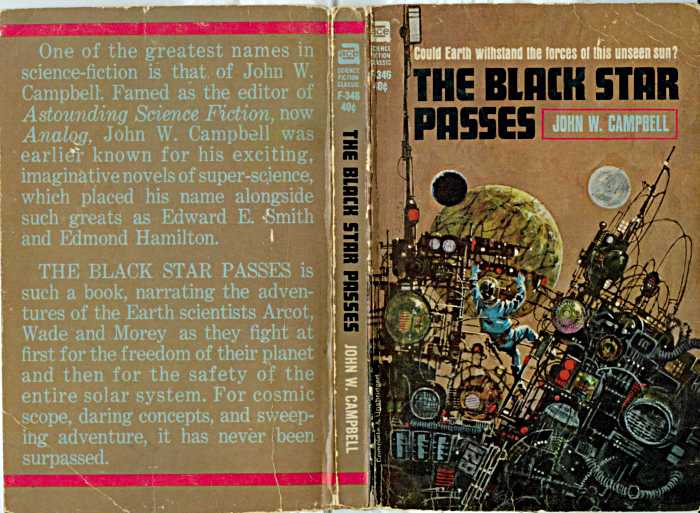 One of the greatest names in
science-fiction is that of John W.
Campbell. Famed as the editor of
Astounding Science Fiction, now
Analog, John W. Campbell was
earlier known for his exciting,
imaginative novels of super-science,
which placed his name alongside
such greats as Edward E. Smith
and Edmond Hamilton.
THE BLACK STAR PASSES is
such a book, narrating the adven-
tures of the Earth scientists Arcot,
Wade and Morey as they fight at
first for the freedom of their planet
and then for the safety of the
entire solar system. For cosmic
scope, daring concepts, and sweep-
ing adventure, it has never been
surpassed.
ace
SCIENCE
FICTION
CLASSIC
F-346
40¢
THE BLACK STAR PASSES
JOHN W. CAMPBELL
ace
SCIENCE
FICTION
CLASSIC
F-346
40¢
Could Earth withstand the forces of this unseen sun?
THE BLACK STAR
PASSES
JOHN W. CAMPBELL
Complete & Unabridged